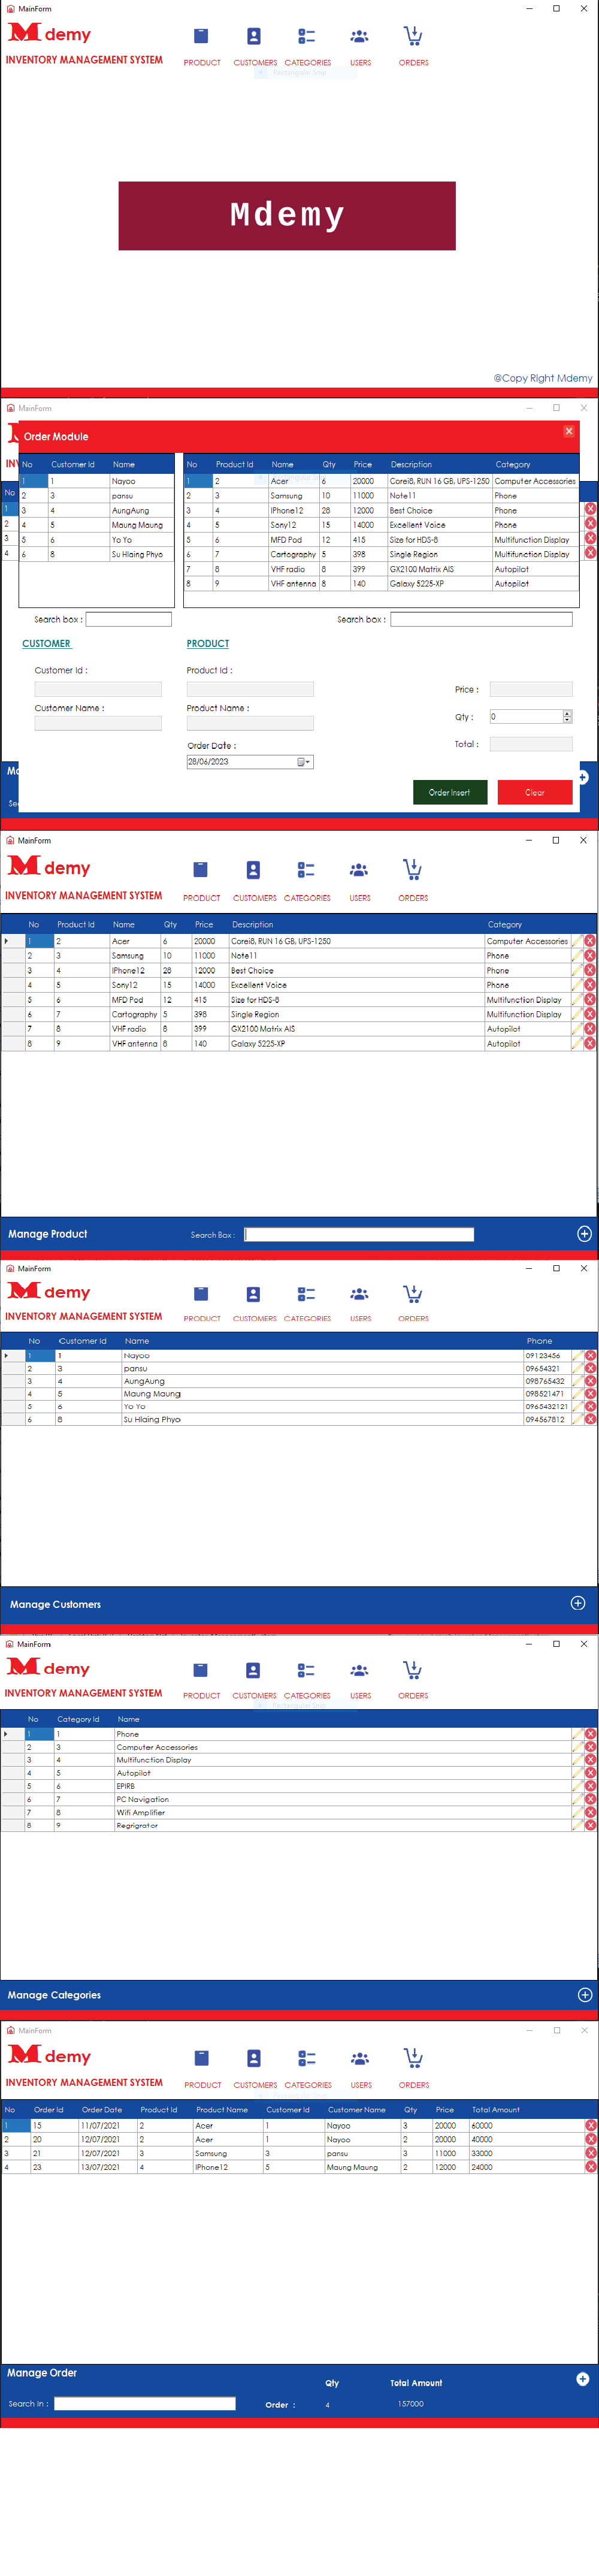 MainForm
M demy
INVENTORY MANAGEMENT SYSTEM
PRODUCT CUSTOMERS CATEGORIES USERS ORDERS
Rectangular Snip
Mdemy
@Copy Right Mdemy
MainForm
Order Module
No Customer Id Name
1 1 Nayoo
2 3 pansu
3 4 AungAung
4 5 Maung Maung
5 6 Yo Yo
6 8 Su Hlaing Phyo
No Product Id Name Qty Price Description Category
1 2 Acer 6 20000 Corei8, RUN 16 GB, UPS-1250 Computer Accessories
2 3 Samsung 10 11000 Note11 Phone
3 4 IPhone12 28 12000 Best Choice Phone
4 5 Sony12 15 14000 Excellent Voice Phone
5 6 MFD Pod 12 415 Size for HDS-8 Multifunction Display
6 7 Cartography 5 398 Single Region Multifunction Display
7 8 VHF radio 8 399 GX2100 Matrix AIS Autopilot
8 9 VHF antenna 8 140 Galaxy 5225-XP Autopilot
No
1
2
3
4
Search box :
Search box :
CUSTOMER
PRODUCT
Customer Id :
Product Id :
Price :
Customer Name :
Product Name :
Qty : 0
Order Date :
Total :
28/06/2023
Order Insert Clear
MainForm
M demy
INVENTORY MANAGEMENT SYSTEM
PRODUCT CUSTOMERS CATEGORIES USERS ORDERS
No Product Id Name Qty Price Description Category
1 2 Acer 6 20000 Corei8, RUN 16 GB, UPS-1250 Computer Accessories
2 3 Samsung 10 11000 Note11 Phone
3 4 IPhone12 28 12000 Best Choice Phone
4 5 Sony12 15 14000 Excellent Voice Phone
5 6 MFD Pod 12 415 Size for HDS-8 Multifunction Display
6 7 Cartography 5 398 Single Region Multifunction Display
7 8 VHF radio 8 399 GX2100 Matrix AIS Autopilot
8 9 VHF antenna 8 140 Galaxy 5225-XP Autopilot
Manage Product Search Box :
MainForm
M demy
INVENTORY MANAGEMENT SYSTEM
PRODUCT CUSTOMERS CATEGORIES USERS ORDERS
No Customer Id Name Phone
1 1 Nayoo 09123456
2 3 pansu 09654321
3 4 AungAung 098765432
4 5 Maung Maung 098521471
5 6 Yo Yo 0965432121
6 8 Su Hlaing Phyo 094567812
Manage Customers
MainForm
M demy
INVENTORY MANAGEMENT SYSTEM
PRODUCT CUSTOMERS CATEGORIES USERS ORDERS
Rectangular Snip
No Category Id Name
1 1 Phone
2 3 Computer Accessories
3 4 Multifunction Display
4 5 Autopilot
5 6 EPIRB
6 7 PC Navigation
7 8 Wifi Amplifier
8 9 Regrigrator
Manage Categories
MainForm
M demy
INVENTORY MANAGEMENT SYSTEM
PRODUCT CUSTOMERS CATEGORIES USERS ORDERS
No Order Id Order Date Product Id Product Name Customer Id Customer Name Qty Price Total Amount
1 15 11/07/2021 2 Acer 1 Nayoo 3 20000 60000
2 20 12/07/2021 2 Acer 1 Nayoo 2 20000 40000
3 21 12/07/2021 3 Samsung 3 pansu 3 11000 33000
4 23 13/07/2021 4 IPhone12 5 Maung Maung 2 12000 24000
Manage Order
Qty Total Amount
Search In : Order : 4 157000